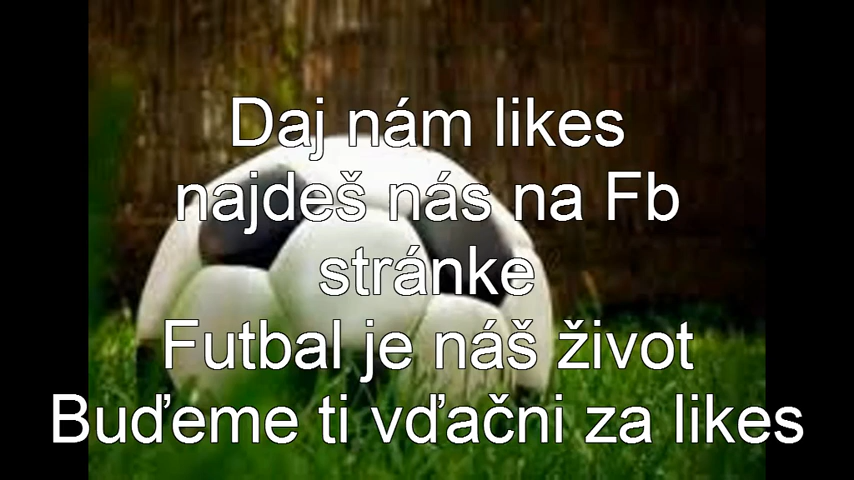 Daj nám likes
najdeš nás na Fb
stránke
Futbal je náš život
Buďeme ti vďačni za likes